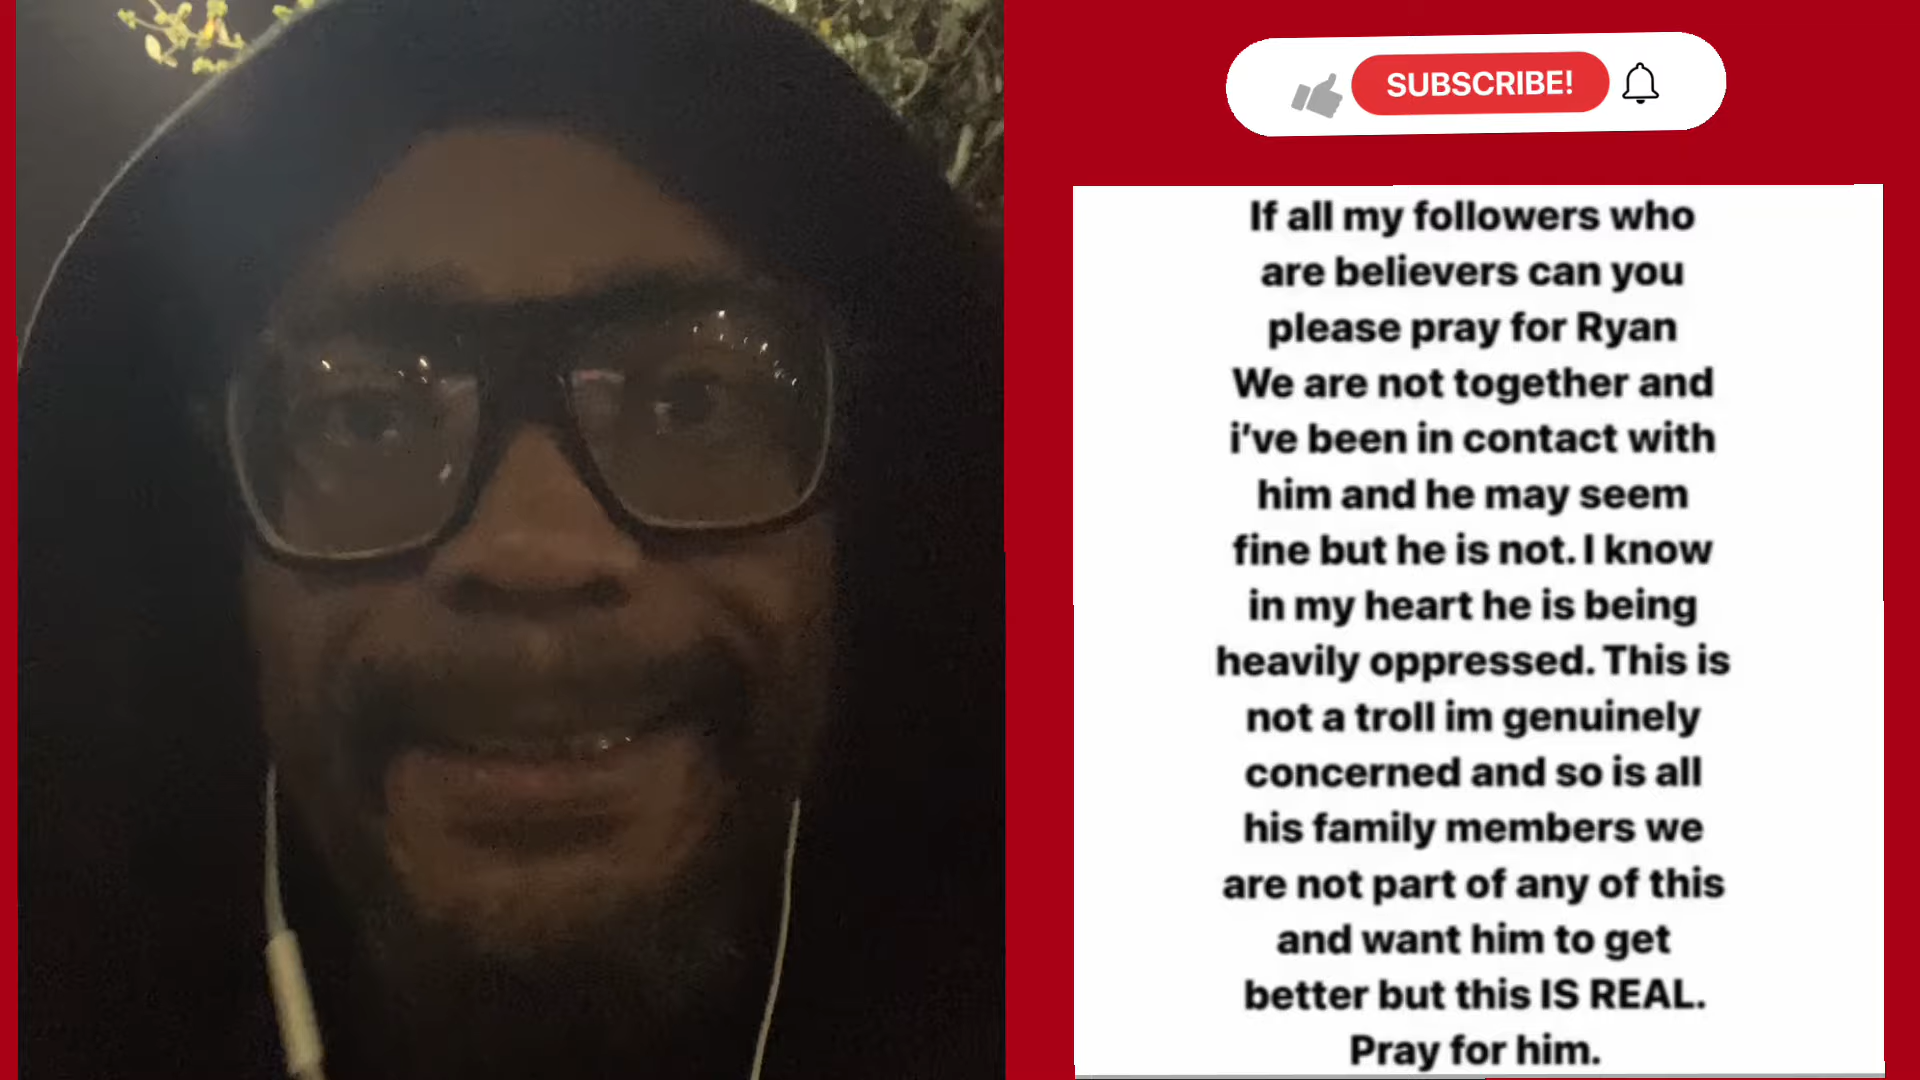 SUBSCRIBE!
If all my followers who
are believers can you
please pray for Ryan
We are not together and
i've been in contact with
him and he may seem
fine but he is not. I know
in my heart he is being
heavily oppressed. This is
not a troll im genuinely
concerned and so is all
his family members we
are not part of any of this
and want him to get
better but this IS REAL.
Pray for him.